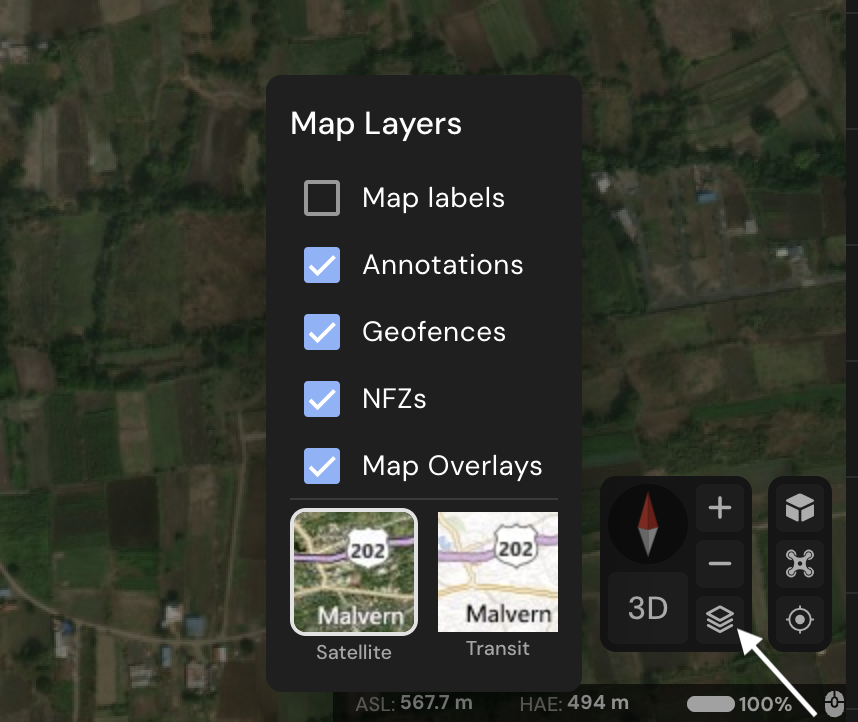 Map Layers
Map labels
Annotations
Geofences
NFZs
Map Overlays
202
Malvern
Satellite
202
Malvern
Transit
3D
ASL: 567.7 m HAE: 494 m 100%